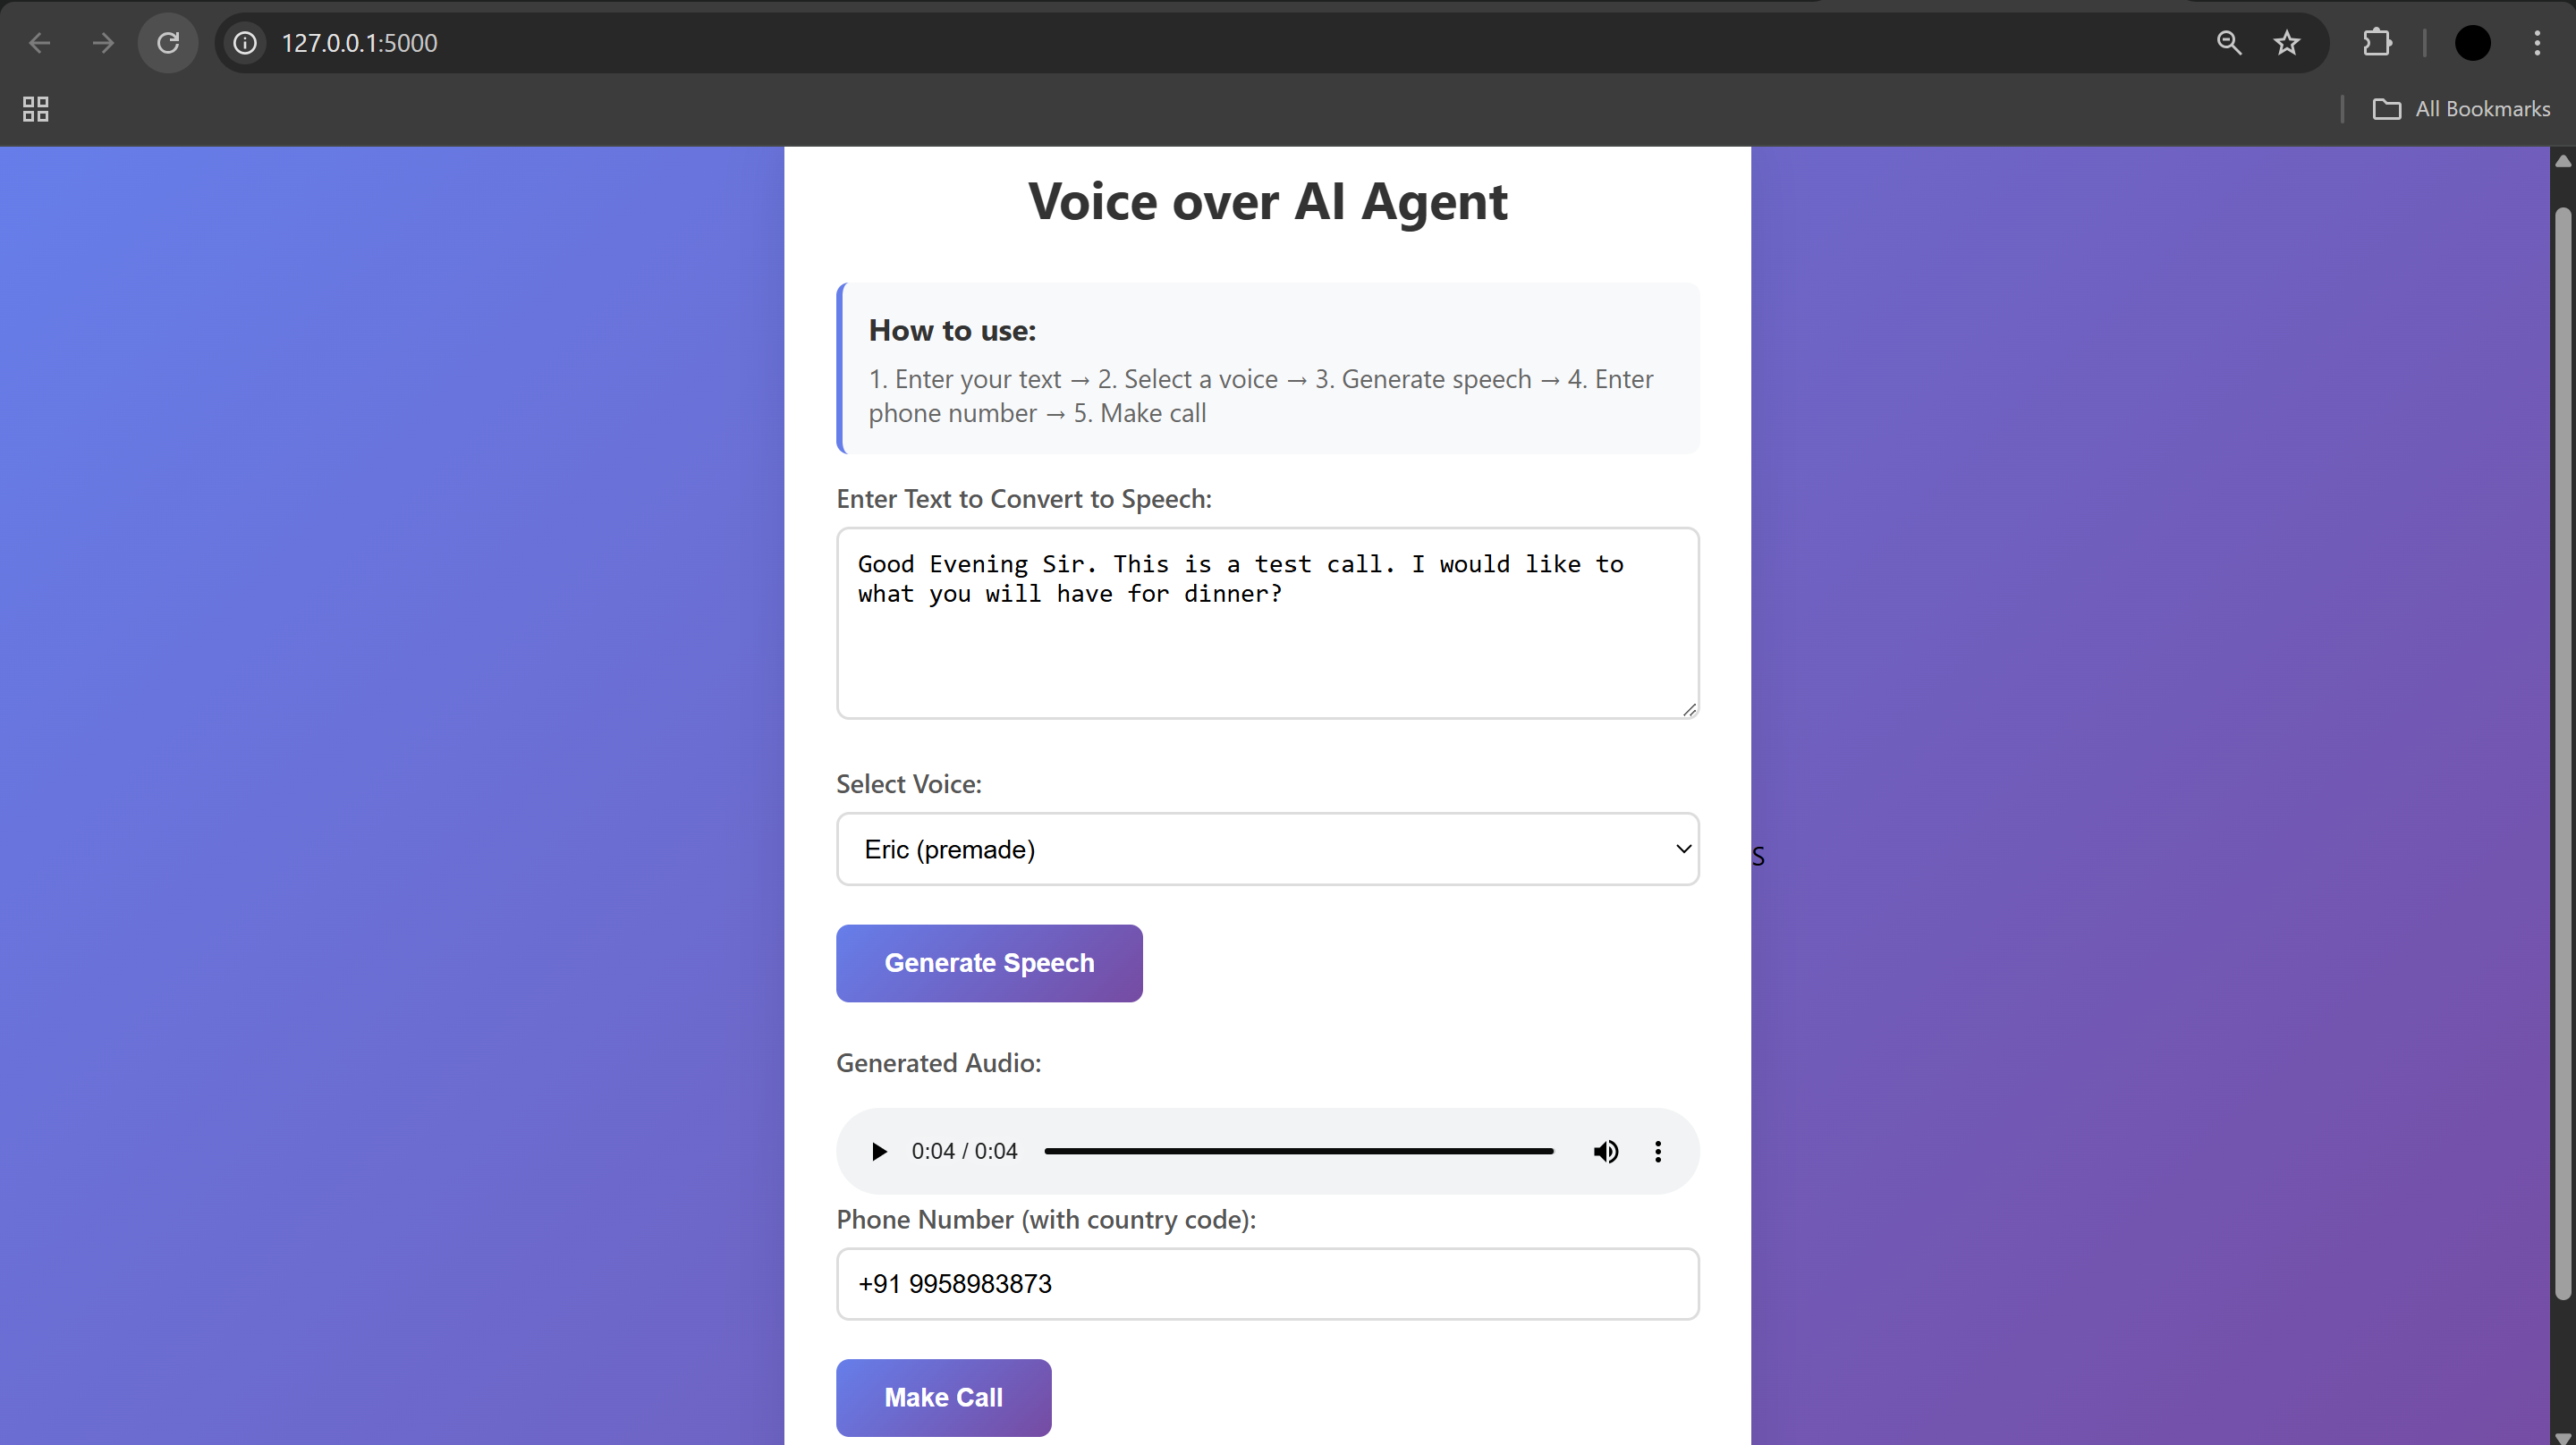 127.0.0.1:5000
All Bookmarks
Voice over AI Agent
How to use:
1. Enter your text → 2. Select a voice → 3. Generate speech → 4. Enter
phone number → 5. Make call
Enter Text to Convert to Speech:
Good Evening Sir. This is a test call. I would like to
what you will have for dinner?
Select Voice:
Eric (premade)
s
Generate Speech
Generated Audio:
0:04 / 0:04
Phone Number (with country code):
+91 9958983873
Make Call